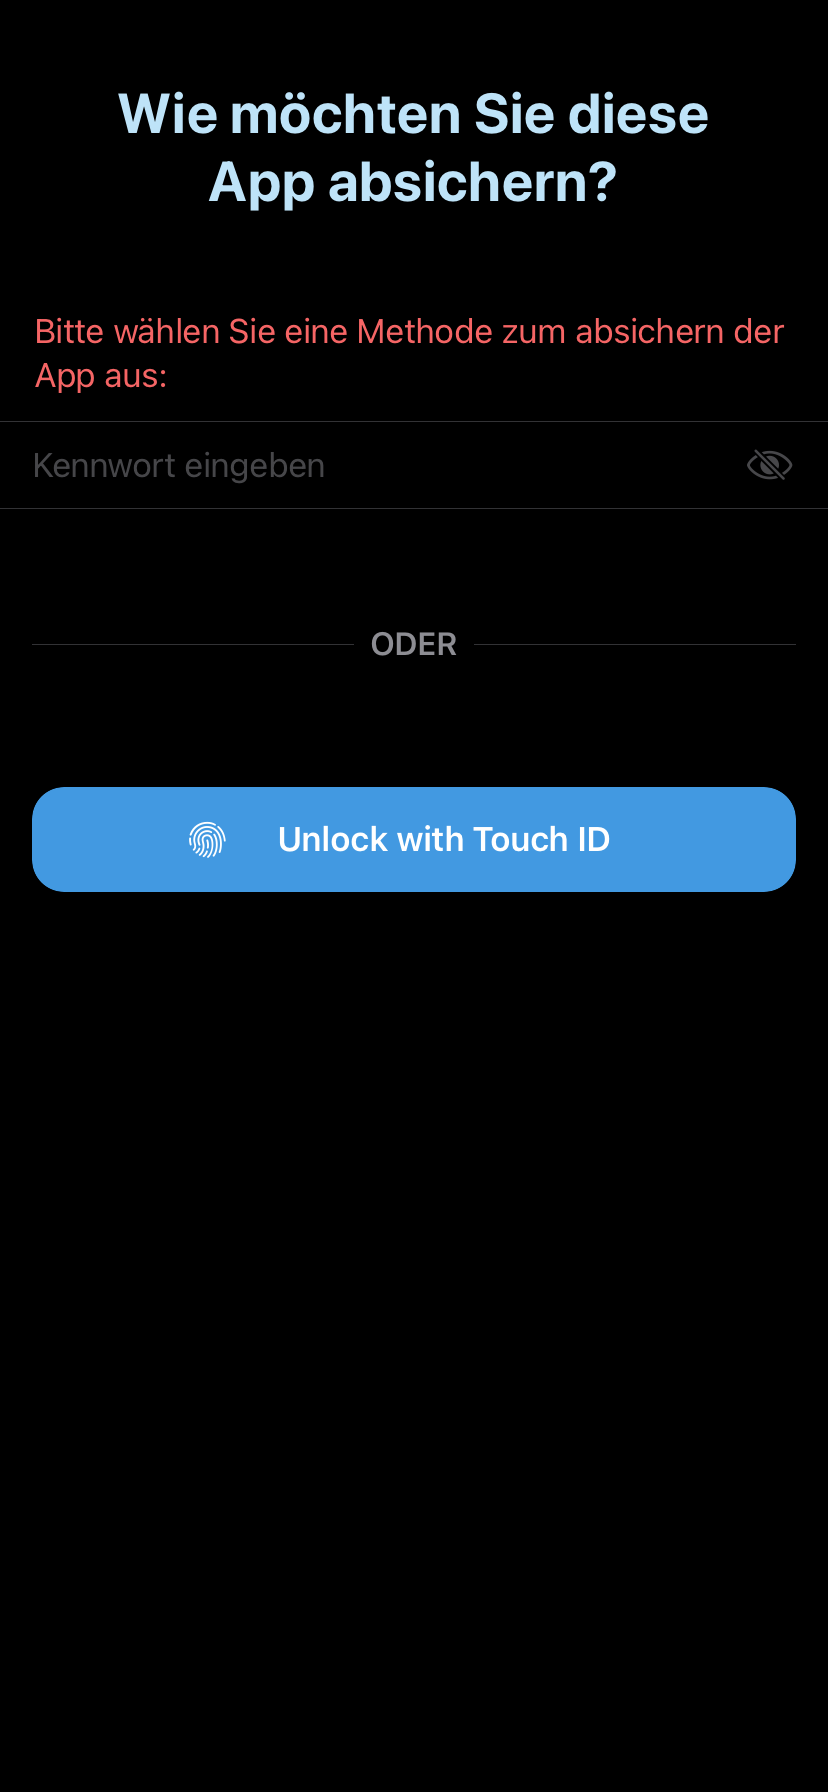 Wie möchten Sie diese
App absichern?
Bitte wählen Sie eine Methode zum absichern der
App aus:
Kennwort eingeben
ODER
Unlock with Touch ID